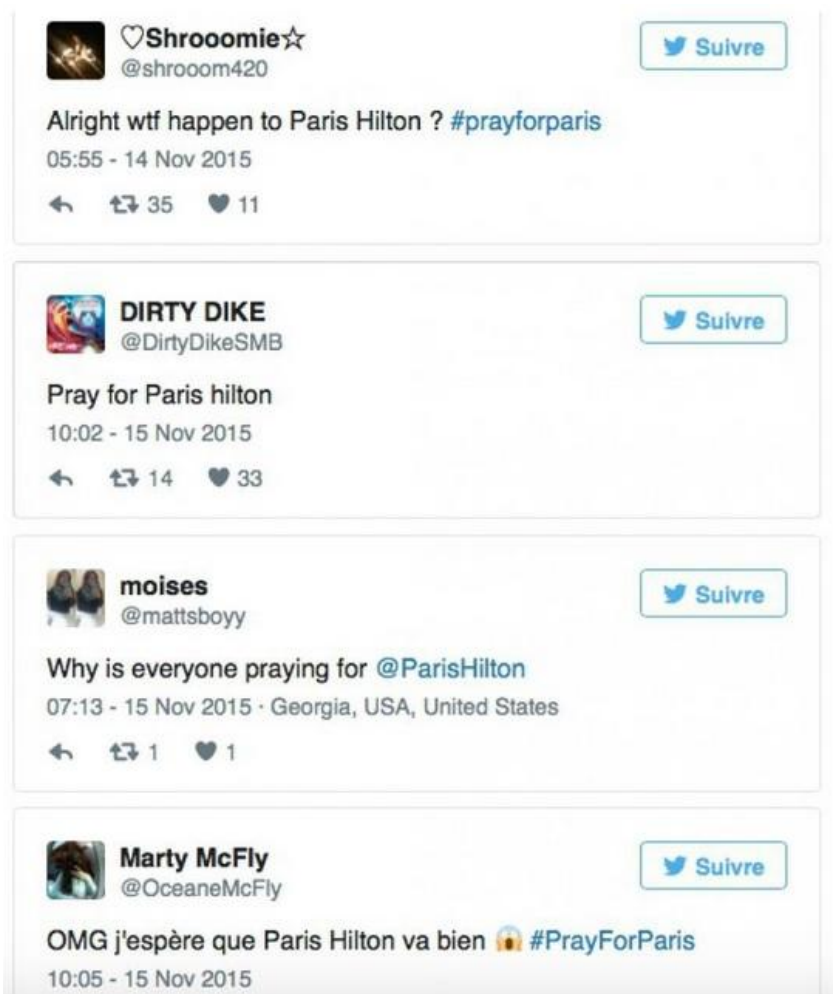 ♡Shrooomie☆
Suivre
@shrooom420
Alright wtf happen to Paris Hilton ? #prayforparis
05:55 - 14 Nov 2015
35 11
DIRTY DIKE
Suivre
@DirtyDikeSMB
Pray for Paris hilton
10:02 - 15 Nov 2015
14 33
moises
Suivre
@mattsboyy
Why is everyone praying for @ParisHilton
07:13 - 15 Nov 2015 · Georgia, USA, United States
1 1
Marty McFly
Suivre
@OceaneMcFly
OMG j'espère que Paris Hilton va bien 😱 #PrayForParis
10:05 - 15 Nov 2015